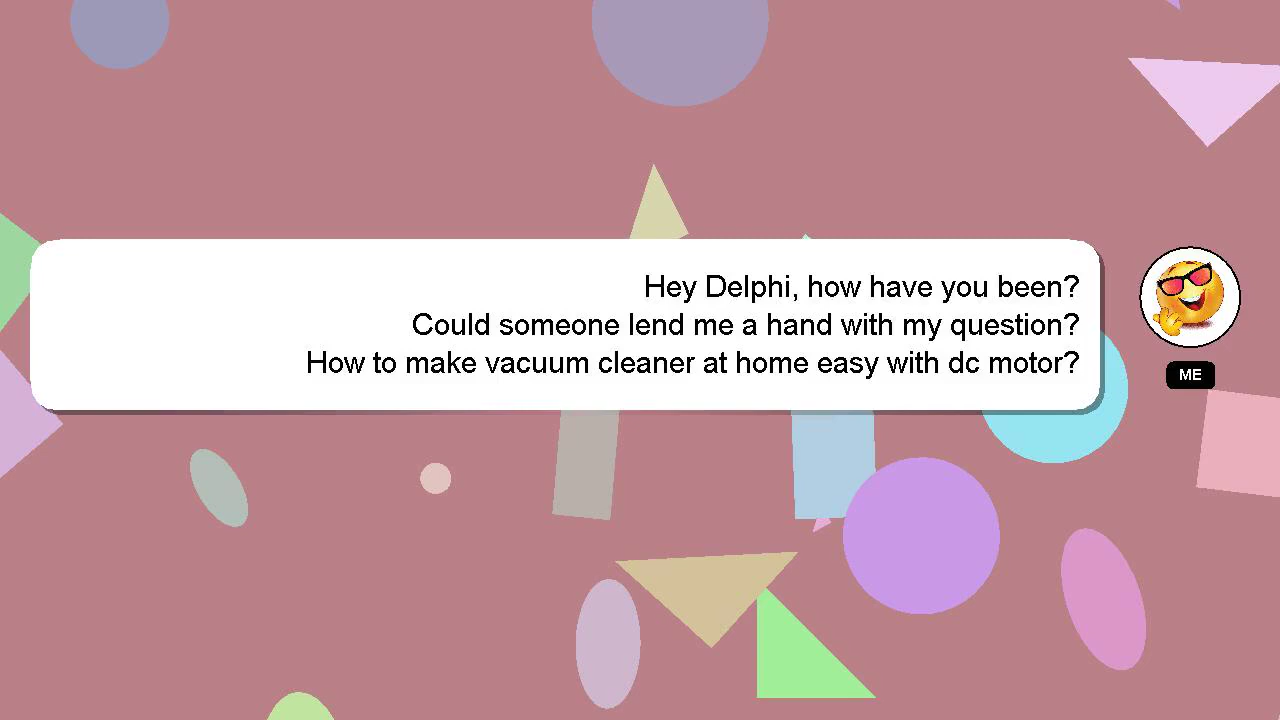 Hey Delphi, how have you been?
Could someone lend me a hand with my question?
How to make vacuum cleaner at home easy with dc motor?
ME